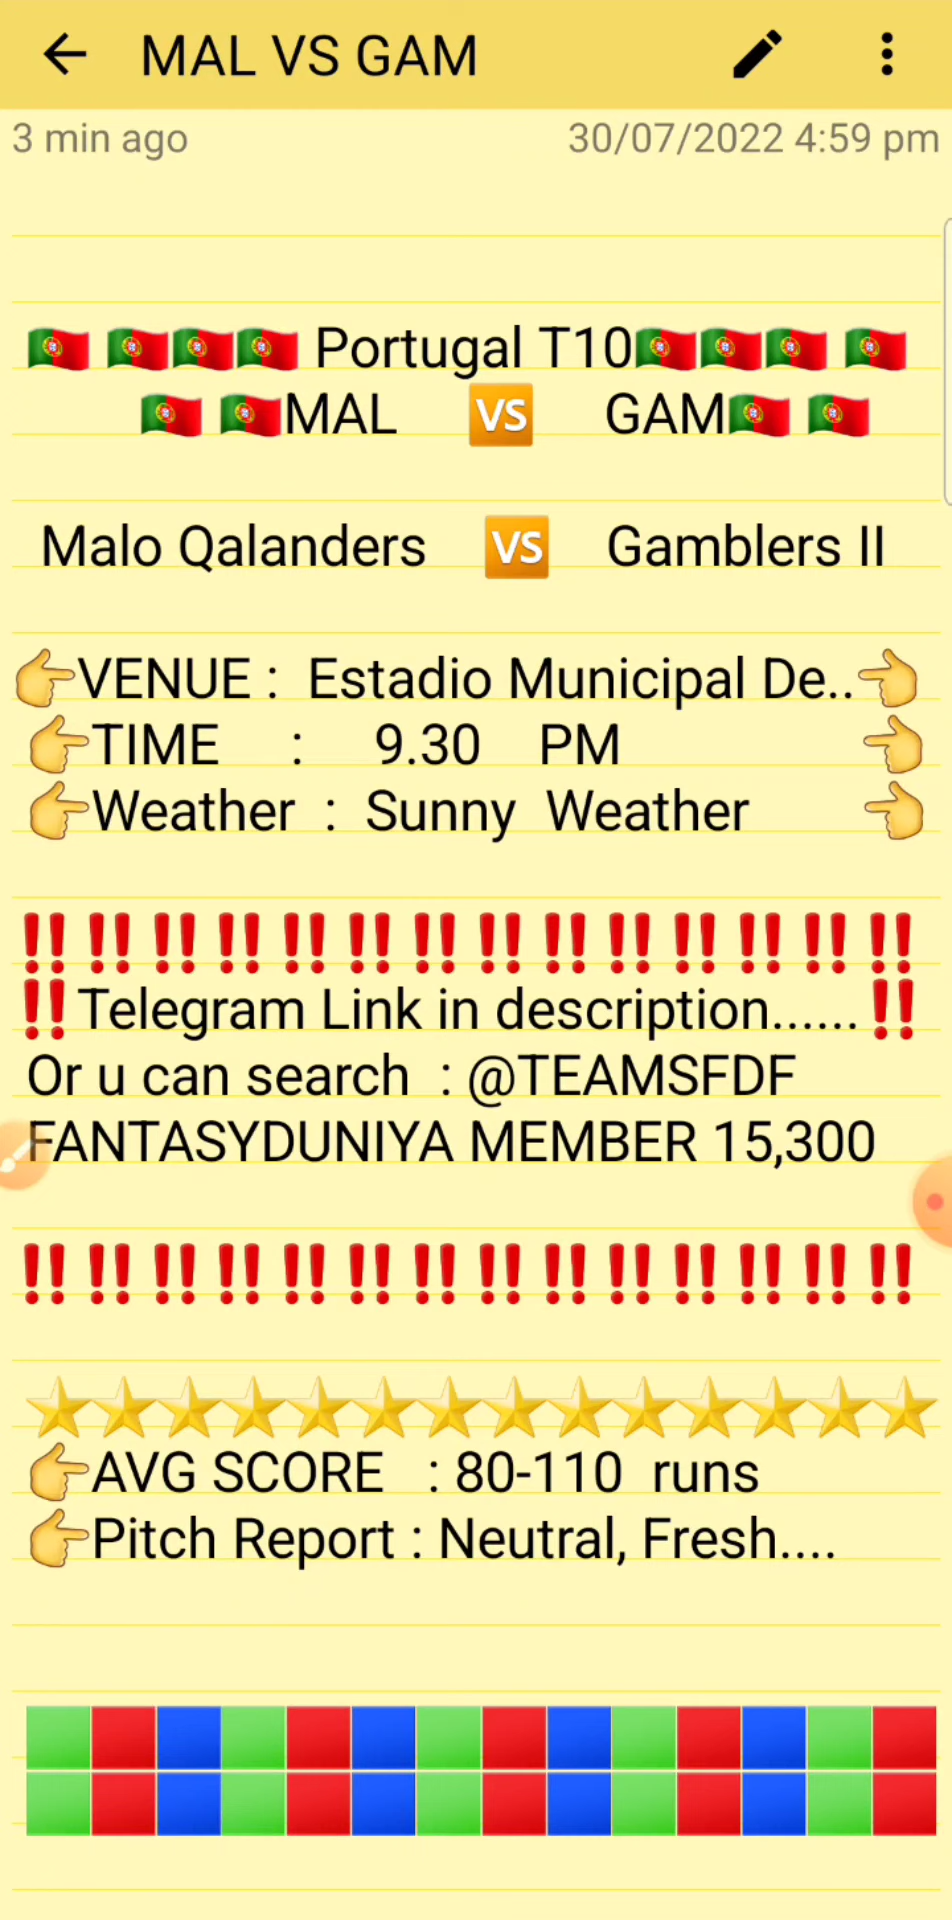 MAL VS GAM
3 min ago 30/07/2022 4:59 pm
🇵🇹 🇵🇹🇵🇹🇵🇹 Portugal T10🇵🇹🇵🇹🇵🇹 🇵🇹
🇵🇹 🇵🇹MAL 🆚 GAM🇵🇹 🇵🇹
Malo Qalanders 🆚 Gamblers II
👉VENUE : Estadio Municipal De..👈
👉TIME : 9.30 PM 👈
👉Weather : Sunny Weather 👈
‼️‼️‼️‼️‼️‼️‼️‼️‼️‼️‼️‼️‼️‼️
‼️Telegram Link in description......‼️
Or u can search : @TEAMSFDF
FANTASYDUNIYA MEMBER 15,300
‼️‼️‼️‼️‼️‼️‼️‼️‼️‼️‼️‼️‼️‼️
⭐⭐⭐⭐⭐⭐⭐⭐⭐⭐⭐⭐⭐⭐
👉AVG SCORE : 80-110 runs
👉Pitch Report : Neutral, Fresh....